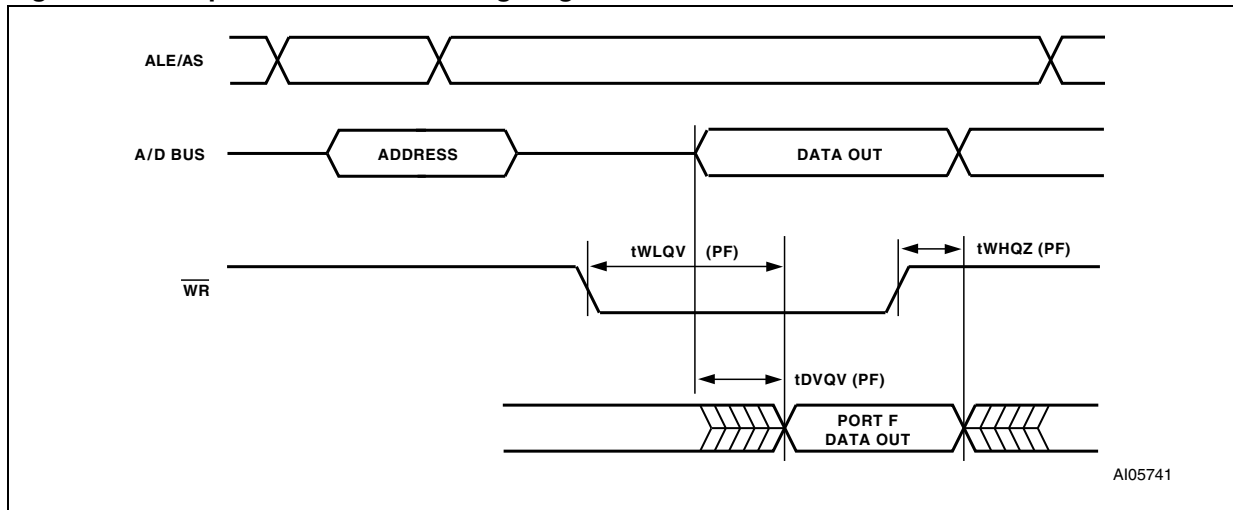 ALE/AS
A/D BUS
ADDRESS
DATA OUT
tWLQV (PF)
tWHQZ (PF)
WR
tDVQV (PF)
PORT F
DATA OUT
AI05741